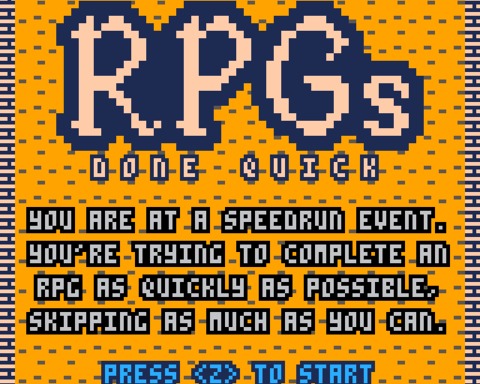 RPGs
DONE QUICK
YOU ARE AT A SPEEDRUN EVENT.
YOU'RE TRYING TO COMPLETE AN
RPG AS QUICKLY AS POSSIBLE,
SKIPPING AS MUCH AS YOU CAN.
PRESS <Z> TO START